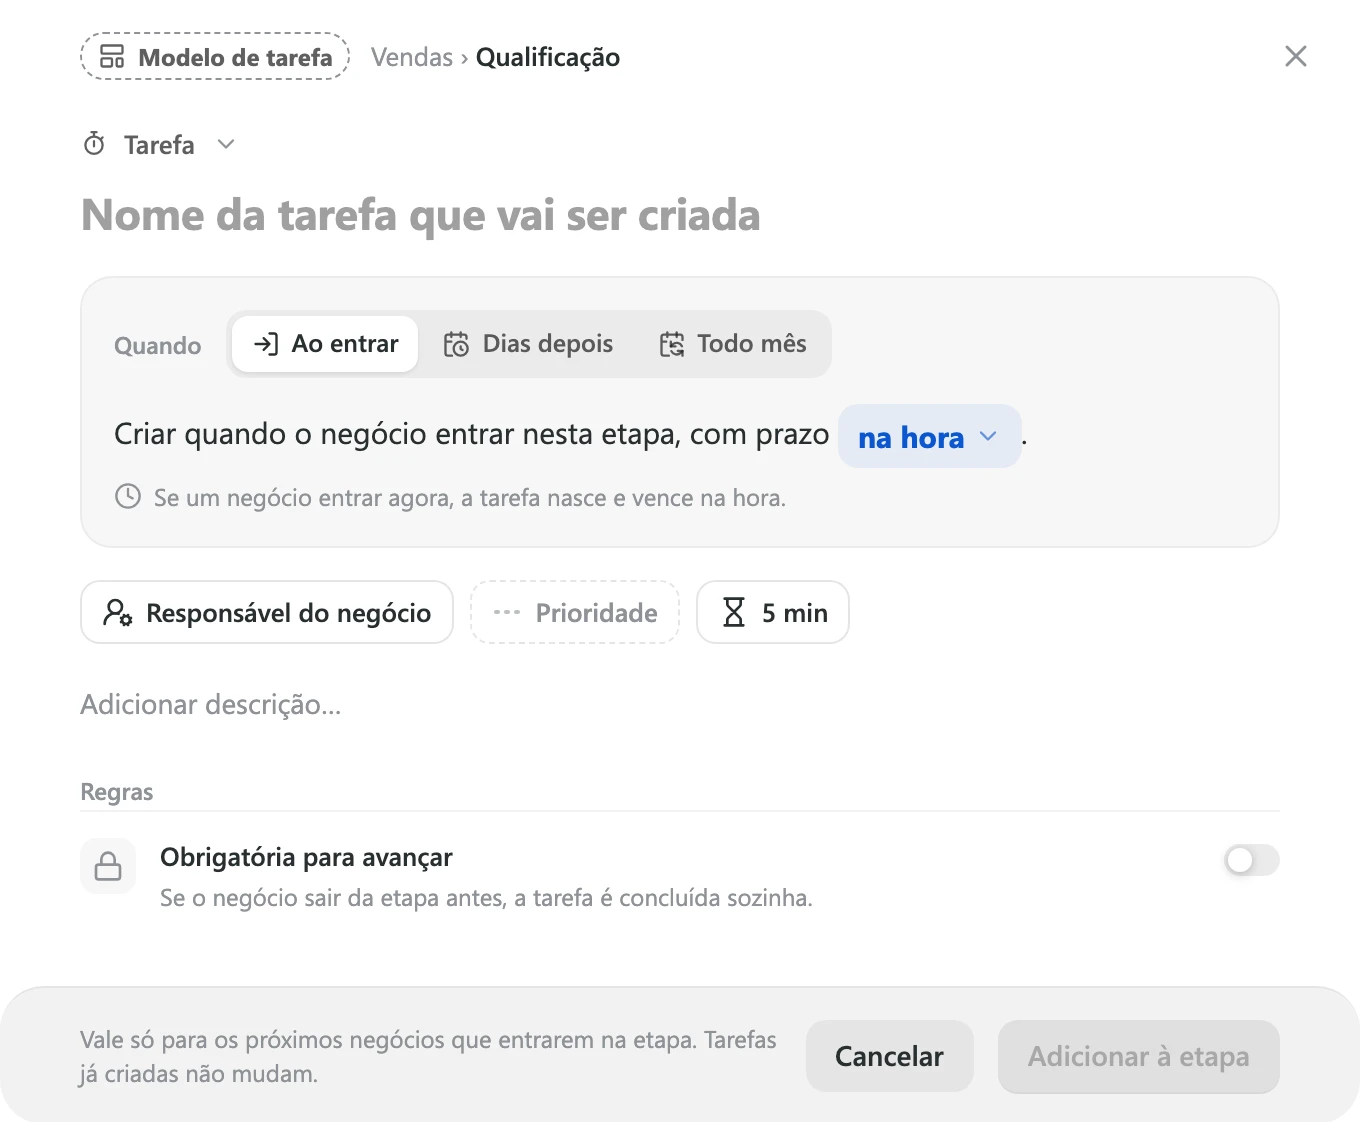 Modelo de tarefa Vendas › Qualificação
Tarefa
Nome da tarefa que vai ser criada
Quando Ao entrar Dias depois Todo mês
Criar quando o negócio entrar nesta etapa, com prazo na hora .
Se um negócio entrar agora, a tarefa nasce e vence na hora.
Responsável do negócio Prioridade 5 min
Adicionar descrição...
Regras
Obrigatória para avançar
Se o negócio sair da etapa antes, a tarefa é concluída sozinha.
Vale só para os próximos negócios que entrarem na etapa. Tarefas
já criadas não mudam.
Cancelar Adicionar à etapa